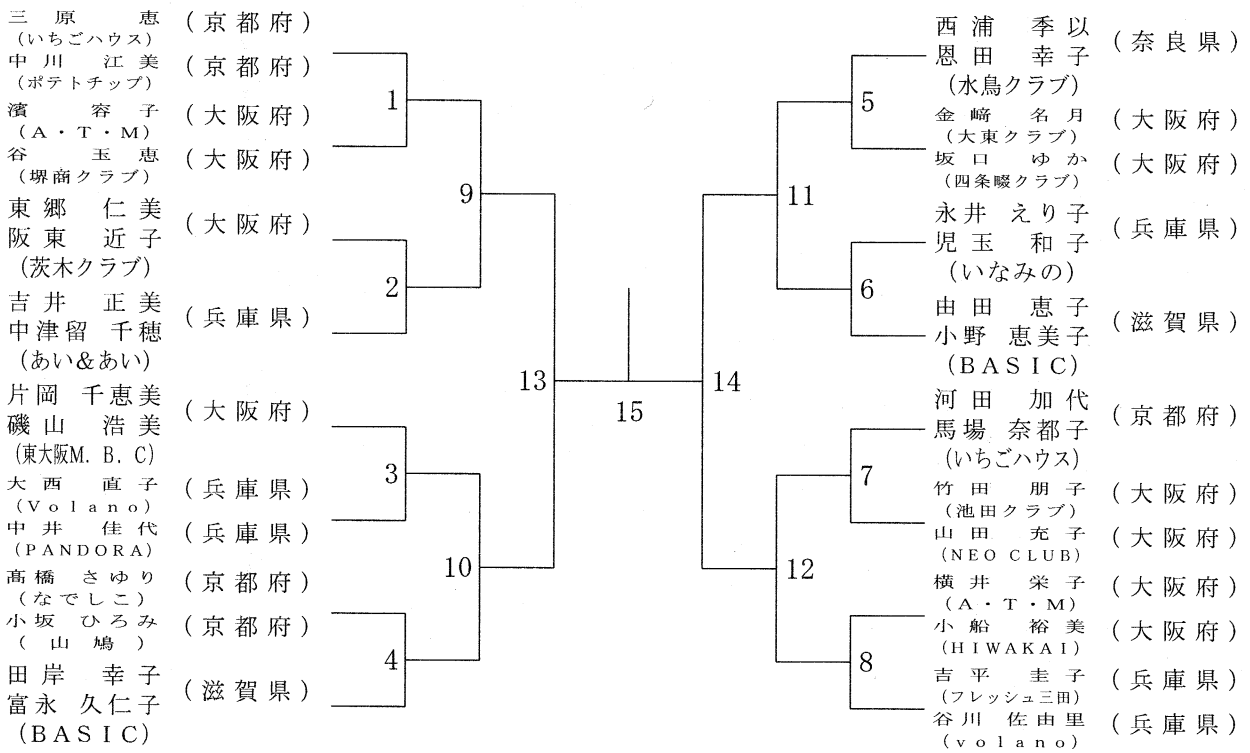 三原 恵 (京都府)
(いちごハウス)
中川 江美 (京都府)
(ポテトチップ)
1
濱 容子 (大阪府)
(A・T・M)
谷 玉恵 (大阪府)
(堺商クラブ)
9
東郷 仁美 (大阪府)
阪東 近子
(茨木クラブ)
2
吉井 正美 (兵庫県)
中津留 千穂
(あい&あい)
13
片岡 千恵美 (大阪府)
磯山 浩美
(東大阪M.B.C)
3
大西 直子 (兵庫県)
(Volano)
中井 佳代 (兵庫県)
(PANDORA)
10
髙橋 さゆり (京都府)
(なでしこ)
小坂 ひろみ (京都府)
(山鳩)
4
田岸 幸子 (滋賀県)
富永 久仁子
(BASIC)
15
西浦 季以 (奈良県)
恩田 幸子
(水鳥クラブ)
5
金﨑 名月 (大阪府)
(大東クラブ)
坂口 ゆか (大阪府)
(四条畷クラブ)
11
永井 えり子 (兵庫県)
児玉 和子
(いなみの)
6
由田 恵子 (滋賀県)
小野 恵美子
(BASIC)
14
河田 加代 (京都府)
馬場 奈都子
(いちごハウス)
7
竹田 朋子 (大阪府)
(池田クラブ)
山田 充子 (大阪府)
(NEO CLUB)
12
横井 栄子 (大阪府)
(A・T・M)
小船 裕美 (大阪府)
(HIWAKAI)
8
吉平 圭子 (兵庫県)
(フレッシュ三田)
谷川 佐由里 (兵庫県)
(volano)